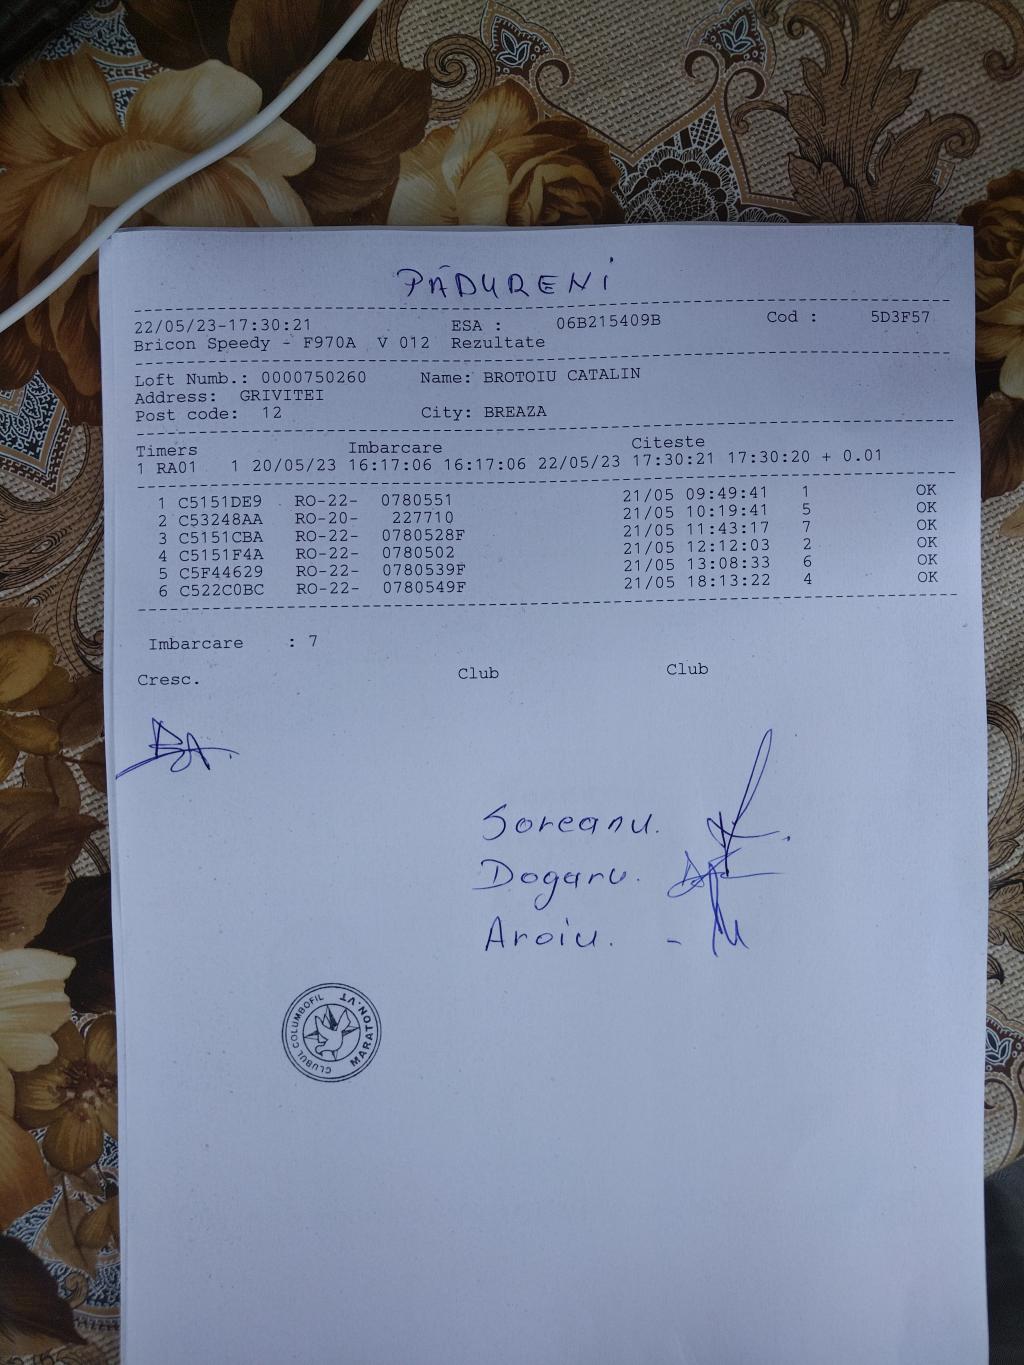 PĂDURENI
22/05/23-17:30:21 ESA : 06B215409B Cod : 5D3F57
Bricon Speedy - F970A V 012 Rezultate
Loft Numb.: 0000750260 Name: BROTOIU CATALIN
Address: GRIVITEI
Post code: 12 City: BREAZA
Timers Imbarcare Citeste
1 RA01 1 20/05/23 16:17:06 16:17:06 22/05/23 17:30:21 17:30:20 + 0.01
1 C5151DE9 RO-22- 0780551 21/05 09:49:41 1 OK
2 C53248AA RO-20- 227710 21/05 10:19:41 5 OK
3 C5151CBA RO-22- 0780528F 21/05 11:43:17 7 OK
4 C5151F4A RO-22- 0780502 21/05 12:12:03 2 OK
5 C5F44629 RO-22- 0780539F 21/05 13:08:33 6 OK
6 C522C0BC RO-22- 0780549F 21/05 18:13:22 4 OK
Imbarcare : 7
Cresc. Club Club
Soreanu.
Dogaru.
Aroiu. -
CLUBUL COLUMBOFIL
MARATON.VT